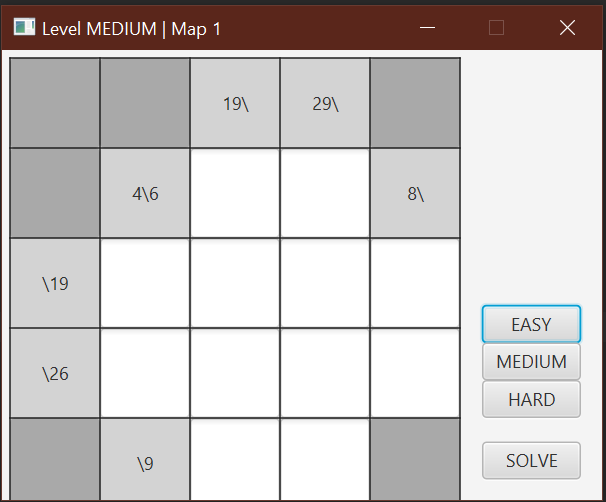 Level MEDIUM | Map 1
19\ 29\
4\6 8\
\19
EASY
\26 MEDIUM
HARD
\9 SOLVE